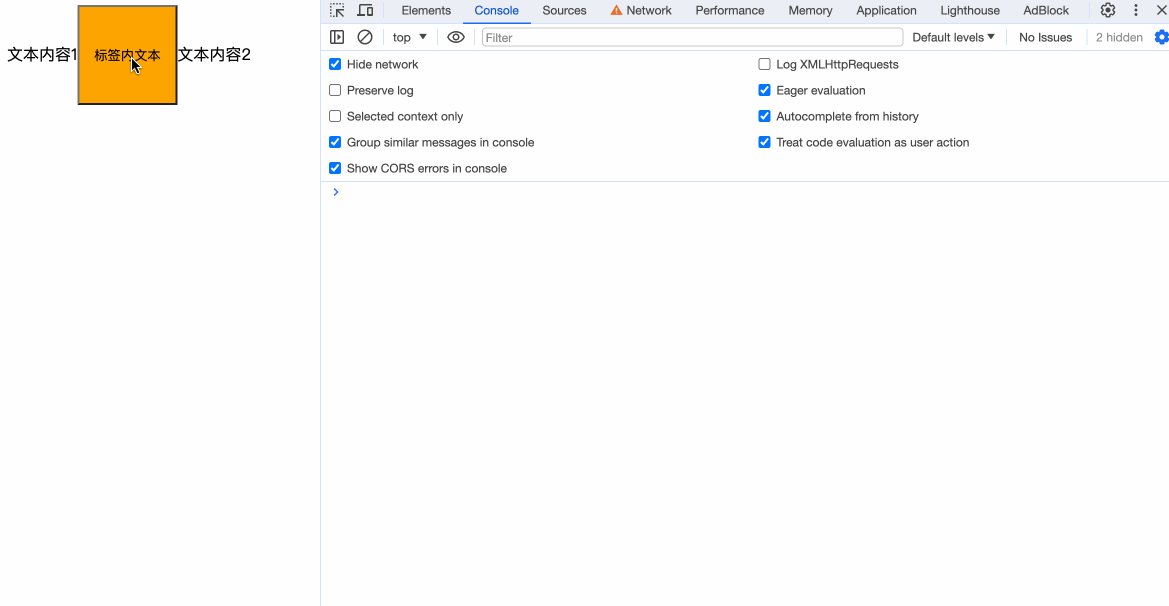 文本内容1 标签内文本 文本内容2
Elements Console Sources Network Performance Memory Application Lighthouse AdBlock
top Filter Default levels No Issues 2 hidden
Hide network
Log XMLHttpRequests
Preserve log
Eager evaluation
Selected context only
Autocomplete from history
Group similar messages in console
Treat code evaluation as user action
Show CORS errors in console